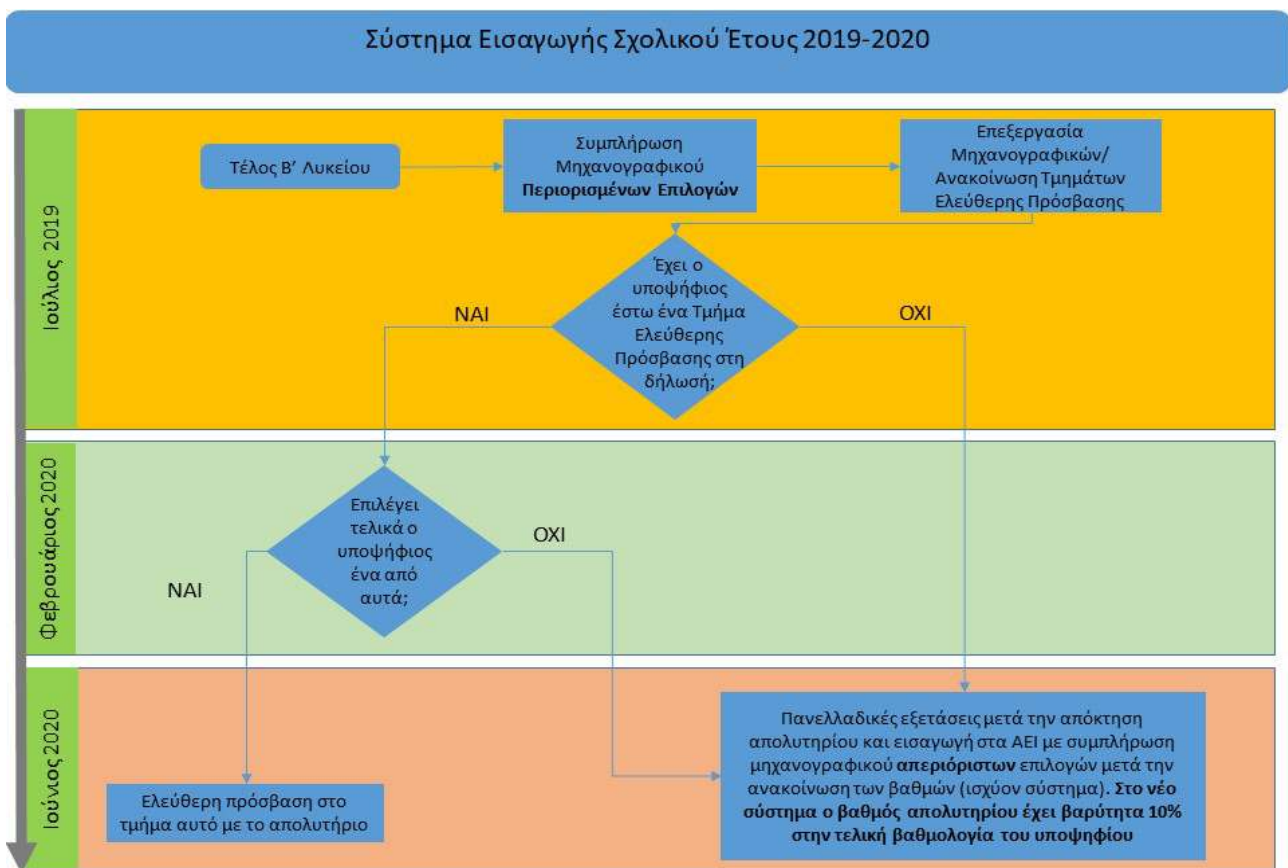 Σύστημα Εισαγωγής Σχολικού Έτους 2019-2020
Ιούλιος 2019
Τέλος Β’ Λυκείου
Συμπλήρωση
Μηχανογραφικού
Περιορισμένων Επιλογών
Επεξεργασία
Μηχανογραφικών/
Ανακοίνωση Τμημάτων
Ελεύθερης Πρόσβασης
Έχει ο
υποψήφιος
έστω ένα Τμήμα
Ελεύθερης
Πρόσβασης στη
δήλωσή;
ΝΑΙ
ΟΧΙ
Φεβρουάριος 2020
Επιλέγει
τελικά ο
υποψήφιος
ένα από
αυτά;
ΝΑΙ
ΟΧΙ
Ιούνιος 2020
Ελεύθερη πρόσβαση στο
τμήμα αυτό με το απολυτήριο
Πανελλαδικές εξετάσεις μετά την απόκτηση
απολυτηρίου και εισαγωγή στα ΑΕΙ με συμπλήρωση
μηχανογραφικού απεριόριστων επιλογών μετά την
ανακοίνωση των βαθμών (ισχύον σύστημα). Στο νέο
σύστημα ο βαθμός απολυτηρίου έχει βαρύτητα 10%
στην τελική βαθμολογία του υποψηφίου